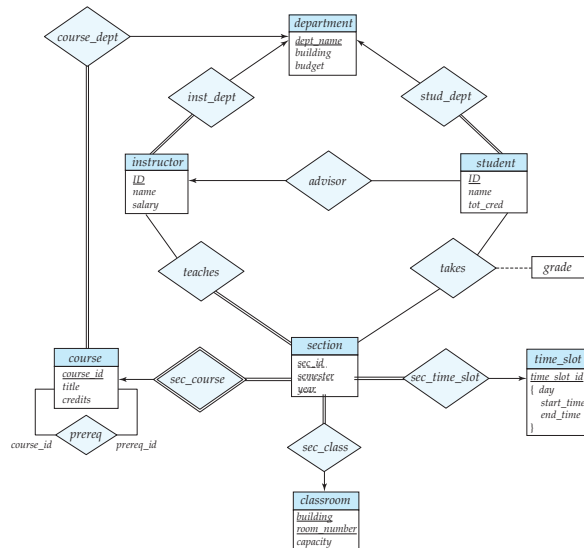 department
course_dept
dept_name
building
budget
inst_dept
stud_dept
instructor
ID
name
salary
student
ID
name
tot_cred
advisor
teaches
takes
grade
section
sec_id
semester
year
course
course_id
title
credits
sec_course
sec_time_slot
time_slot
time_slot_id
{ day
start_time
end_time
}
prereq
course_id
prereq_id
sec_class
classroom
building
room_number
capacity